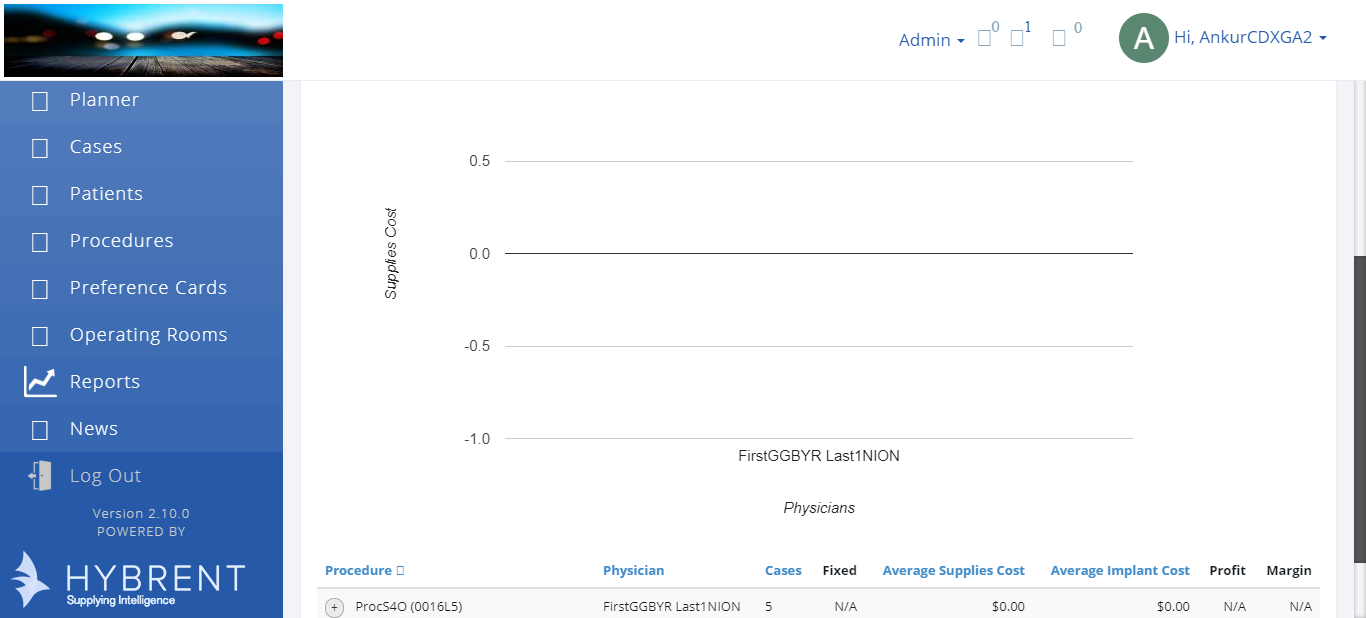 Admin 0 1 0 A Hi, AnkurCDXGA2
Planner
Cases
Patients
Procedures
Preference Cards
Operating Rooms
Reports
News
Log Out
Version 2.10.0
POWERED BY
HYBRENT
Supplying Intelligence
0.5
0.0
-0.5
-1.0
Supplies Cost
FirstGGBYR Last1NION
Physicians
Procedure Physician Cases Fixed Average Supplies Cost Average Implant Cost Profit Margin
+ ProcS4O (0016L5) FirstGGBYR Last1NION 5 N/A $0.00 $0.00 N/A N/A